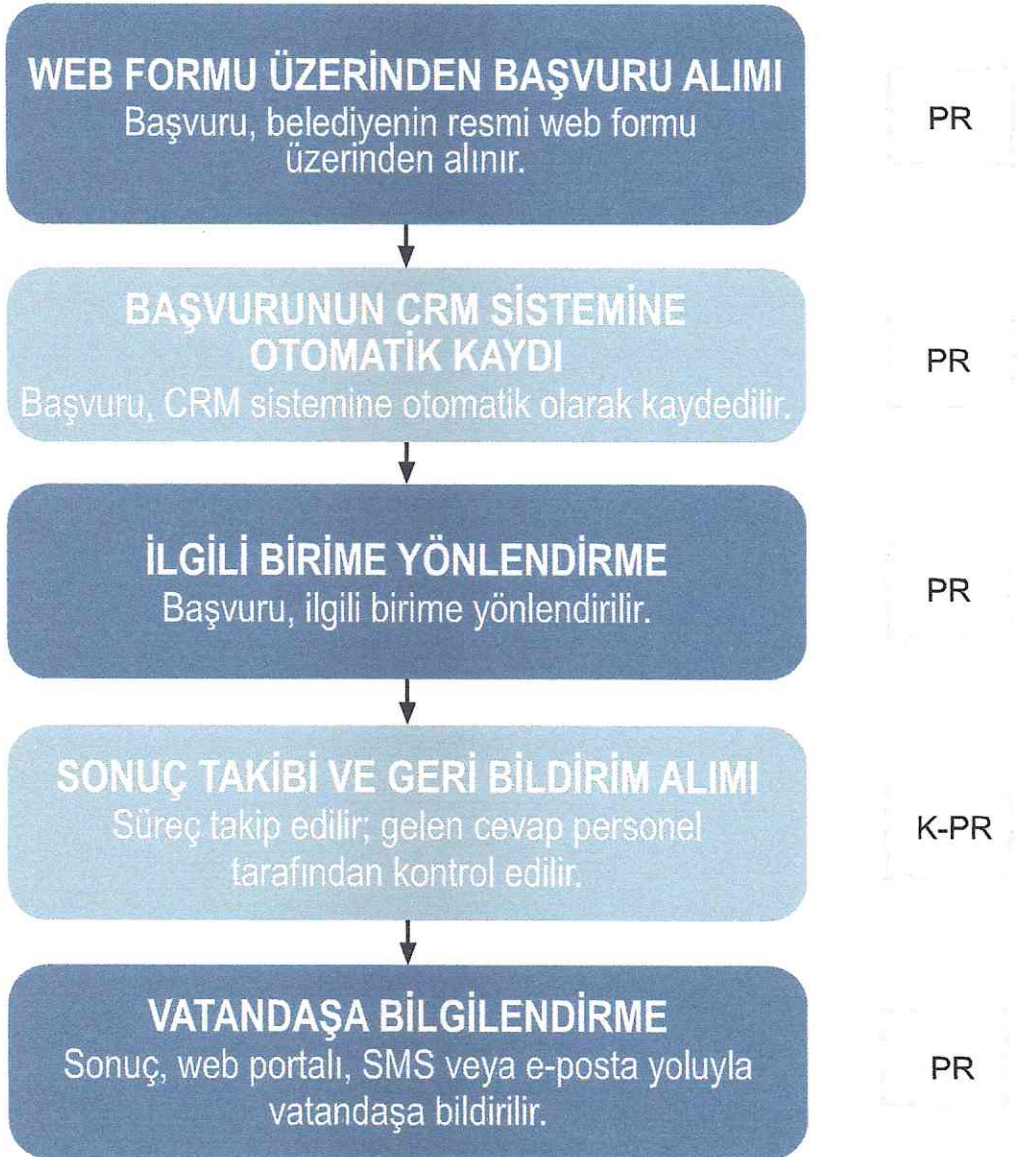 WEB FORMU ÜZERİNDEN BAŞVURU ALIMI
Başvuru, belediyenin resmi web formu
üzerinden alınır.
PR
BAŞVURUNUN CRM SİSTEMİNE
OTOMATİK KAYDI
Başvuru, CRM sistemine otomatik olarak kaydedilir.
PR
İLGİLİ BİRİME YÖNLENDİRME
Başvuru, ilgili birime yönlendirilir.
PR
SONUÇ TAKİBİ VE GERİ BİLDİRİM ALIMI
Süreç takip edilir; gelen cevap personel
tarafından kontrol edilir.
K-PR
VATANDAŞA BİLGİLENDİRME
Sonuç, web portalı, SMS veya e-posta yoluyla
vatandaşa bildirilir.
PR